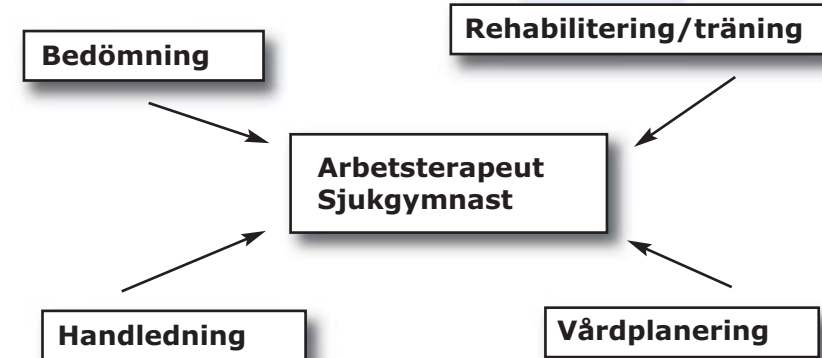 Rehabilitering/träning
Bedömning
Arbetsterapeut
Sjukgymnast
Handledning
Vårdplanering